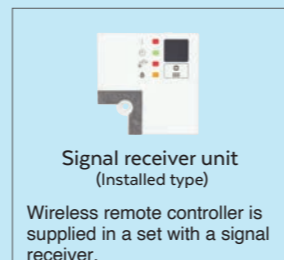 Signal receiver unit
(Installed type)
Wireless remote controller is
supplied in a set with a signal
receiver.